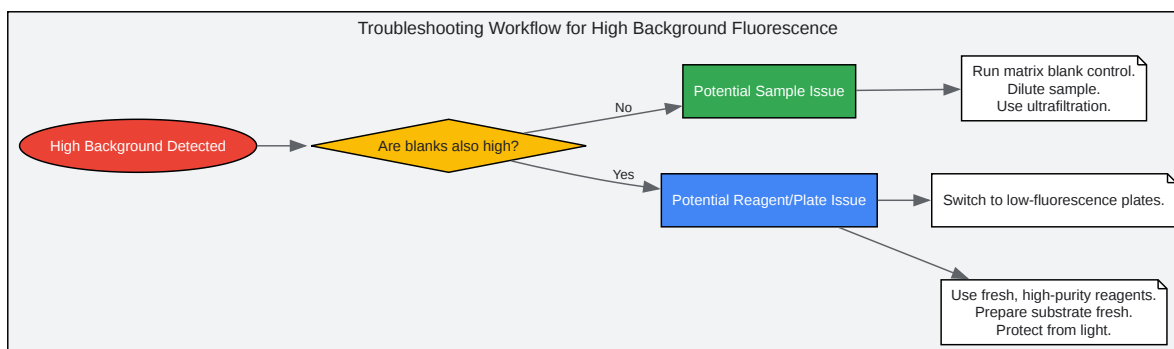 Troubleshooting Workflow for High Background Fluorescence
High Background Detected
Are blanks also high?
No
Potential Sample Issue
Run matrix blank control.
Dilute sample.
Use ultrafiltration.
Yes
Potential Reagent/Plate Issue
Switch to low-fluorescence plates.
Use fresh, high-purity reagents.
Prepare substrate fresh.
Protect from light.